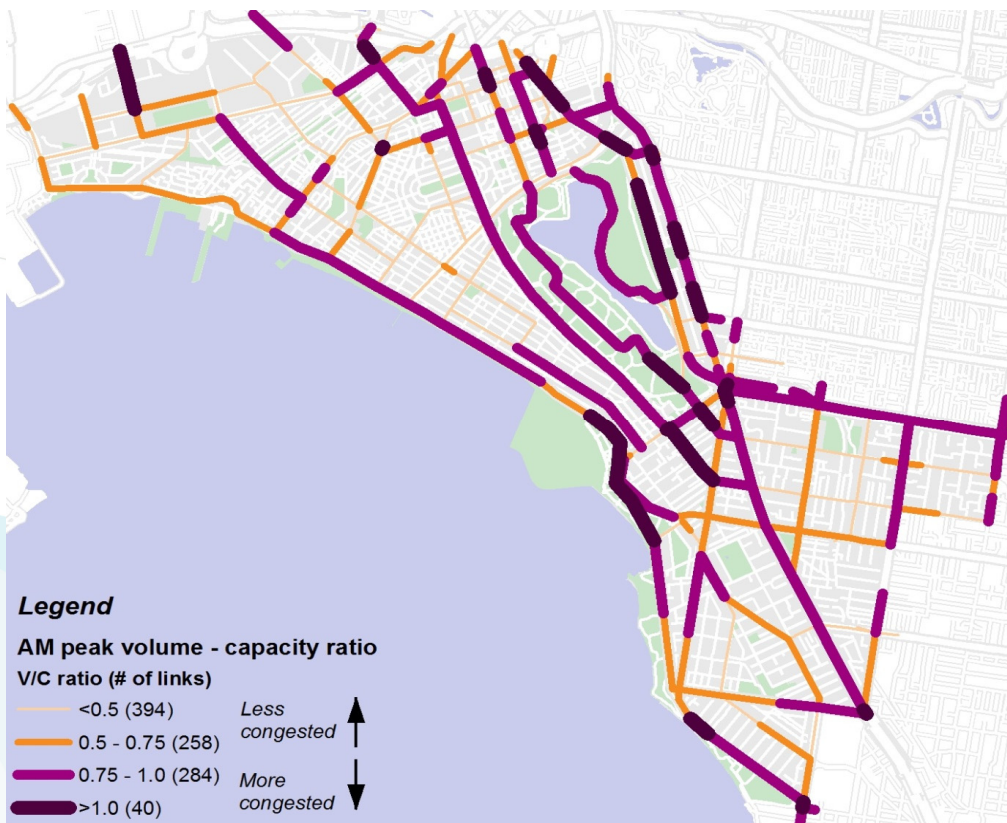 Legend
AM peak volume - capacity ratio
V/C ratio (# of links)
<0.5 (394)
0.5 - 0.75 (258)
0.75 - 1.0 (284)
>1.0 (40)
Less
congested
More
congested